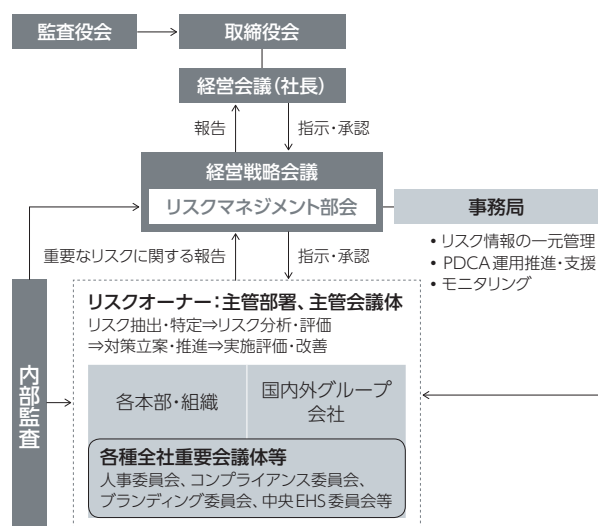 監査役会
取締役会
経営会議(社長)
報告
指示・承認
経営戦略会議
リスクマネジメント部会
事務局
• リスク情報の一元管理
• PDCA運用推進・支援
• モニタリング
重要なリスクに関する報告
指示・承認
リスクオーナー:主管部署、主管会議体
リスク抽出・特定⇒リスク分析・評価
⇒対策立案・推進⇒実施評価・改善
内部監査
各本部・組織
国内外グループ
会社
各種全社重要会議体等
人事委員会、コンプライアンス委員会、
ブランディング委員会、中央EHS委員会等